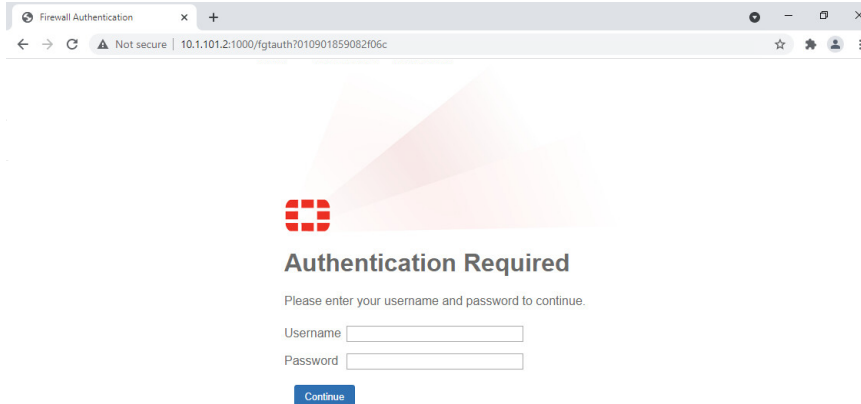 Firewall Authentication
Not secure | 10.1.101.2:1000/fgtauth?010901859082f06c
Authentication Required
Please enter your username and password to continue.
Username
Password
Continue